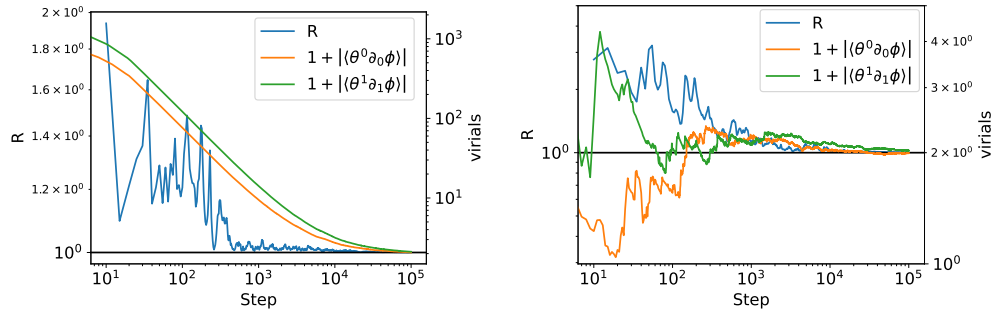 2 × 10⁰
1.8 × 10⁰
1.6 × 10⁰
1.4 × 10⁰
1.2 × 10⁰
10⁰
R
R
1 + |⟨θ⁰∂₀ϕ⟩|
1 + |⟨θ¹∂₁ϕ⟩|
10³
10²
10¹
virials
10¹ 10² 10³ 10⁴ 10⁵
Step
10⁰
R
R
1 + |⟨θ⁰∂₀ϕ⟩|
1 + |⟨θ¹∂₁ϕ⟩|
4 × 10⁰
3 × 10⁰
2 × 10⁰
10⁰
virials
10¹ 10² 10³ 10⁴ 10⁵
Step